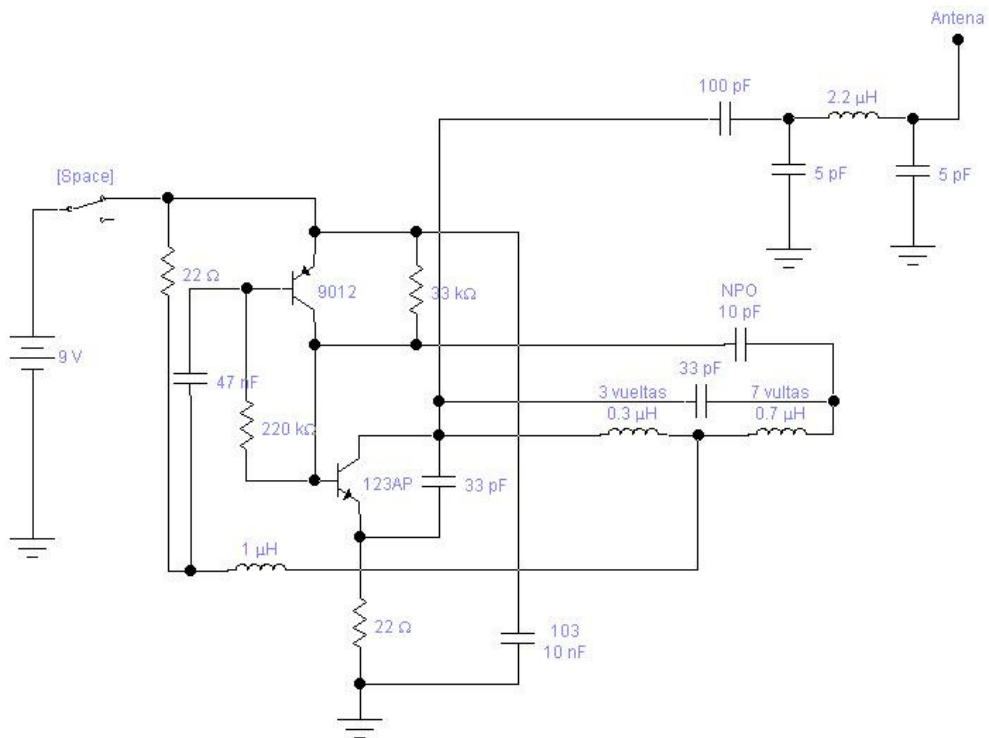 Antena
100 pF
2.2 µH
5 pF
5 pF
[Space]
22 Ω
9012
33 kΩ
NPO
10 pF
9 V
47 nF
33 pF
3 vueltas
7 vultas
0.3 µH
0.7 µH
220 kΩ
123AP
33 pF
1 µH
22 Ω
103
10 nF